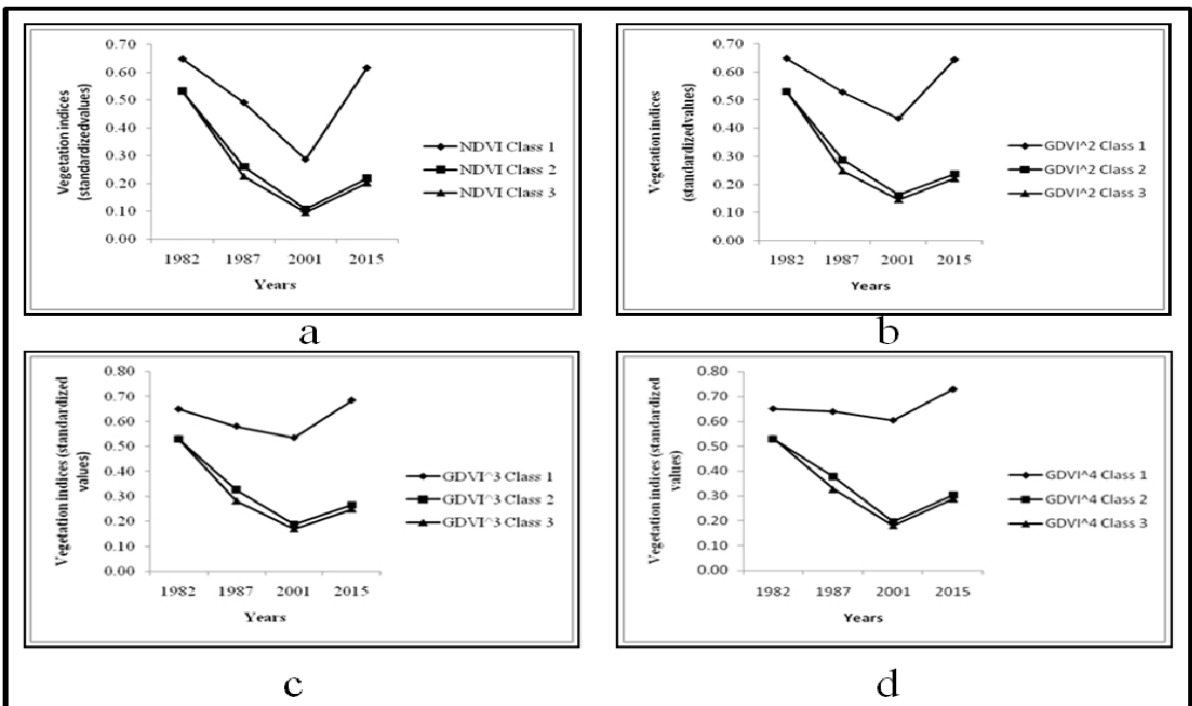 Vegetation indices
(standardizedvalues)
0.70
0.60
0.50
0.40
0.30
0.20
0.10
0.00
1982 1987 2001 2015
Years
NDVI Class 1
NDVI Class 2
NDVI Class 3
a
Vegetation indices
(standardizedvalues)
0.70
0.60
0.50
0.40
0.30
0.20
0.10
0.00
1982 1987 2001 2015
Years
GDVI^2 Class 1
GDVI^2 Class 2
GDVI^2 Class 3
b
Vegetation indices (standardized
values)
0.80
0.70
0.60
0.50
0.40
0.30
0.20
0.10
0.00
1982 1987 2001 2015
Years
GDVI^3 Class 1
GDVI^3 Class 2
GDVI^3 Class 3
c
Vegetation indices (standardized
values)
0.80
0.70
0.60
0.50
0.40
0.30
0.20
0.10
0.00
1982 1987 2001 2015
Years
GDVI^4 Class 1
GDVI^4 Class 2
GDVI^4 Class 3
d